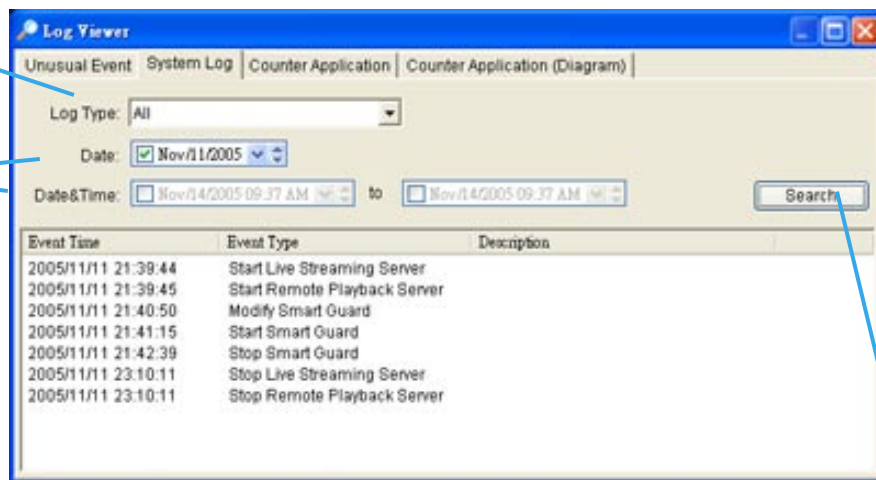 Log Viewer
Unusual Event System Log Counter Application Counter Application (Diagram)
Log Type: All
Date: Nov/11/2005
Date&Time: Nov/14/2005 09:37 AM to Nov/14/2005 09:37 AM Search
Event Time Event Type Description
2005/11/11 21:39:44 Start Live Streaming Server
2005/11/11 21:39:45 Start Remote Playback Server
2005/11/11 21:40:50 Modify Smart Guard
2005/11/11 21:41:15 Start Smart Guard
2005/11/11 21:42:39 Stop Smart Guard
2005/11/11 23:10:11 Stop Live Streaming Server
2005/11/11 23:10:11 Stop Remote Playback Server